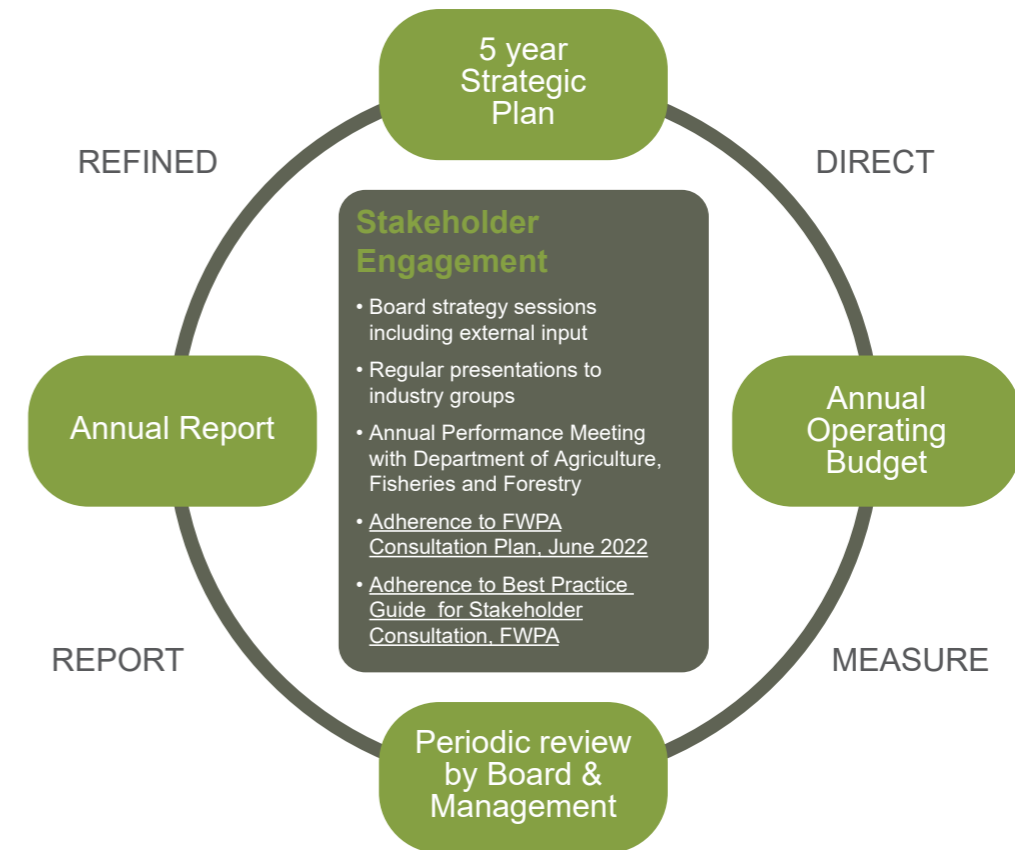 5 year
Strategic
Plan
REFINED
DIRECT
Stakeholder
Engagement
• Board strategy sessions
including external input
• Regular presentations to
industry groups
• Annual Performance Meeting
with Department of Agriculture,
Fisheries and Forestry
• Adherence to FWPA
Consultation Plan, June 2022
• Adherence to Best Practice
Guide for Stakeholder
Consultation, FWPA
Annual Report
Annual
Operating
Budget
REPORT
MEASURE
Periodic review
by Board &
Management